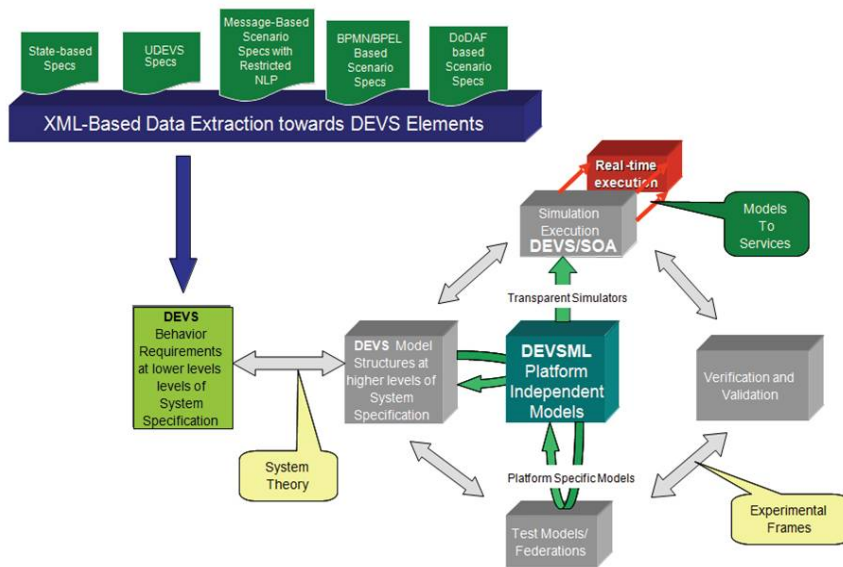 State-based
Specs
UDEVS
Specs
Message-Based
Scenario
Specs with
Restricted
NLP
BPMN/BPEL
Based
Scenario
Specs
DoDAF
based
Scenario
Specs
XML-Based Data Extraction towards DEVS Elements
Real-time
execution
Simulation
Execution
DEVS/SOA
Models
To
Services
Transparent Simulators
DEVS
Behavior
Requirements
at lower levels
levels of
System
Specification
DEVS Model
Structures at
higher levels of
System
Specification
DEVSML
Platform
Independent
Models
Verification and
Validation
System
Theory
Platform Specific Models
Test Models/
Federations
Experimental
Frames